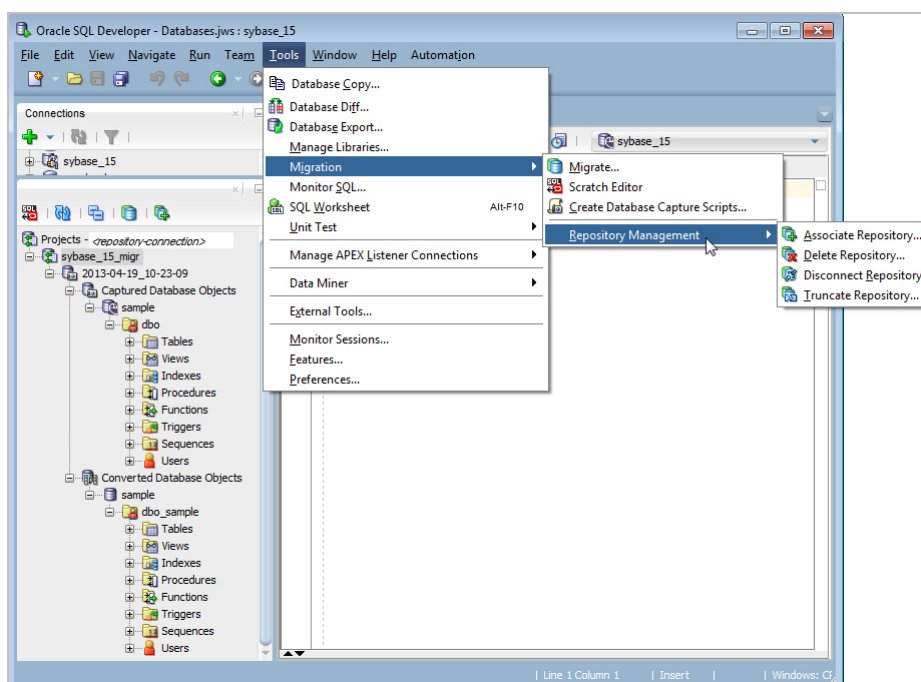 Oracle SQL Developer - Databases.jws : sybase_15
File Edit View Navigate Run Team Tools Window Help Automation
Connections
sybase_15
sybase_15
Database Copy...
Database Diff...
Database Export...
Manage Libraries...
Migration
Monitor SQL...
SQL Worksheet Alt-F10
Unit Test
Manage APEX Listener Connections
Data Miner
External Tools...
Monitor Sessions...
Features...
Preferences...
Migrate...
Scratch Editor
Create Database Capture Scripts...
Repository Management
Associate Repository...
Delete Repository...
Disconnect Repository
Truncate Repository...
Projects - <repository-connection>
sybase_15_migr
2013-04-19_10-23-09
Captured Database Objects
sample
dbo
Tables
Views
Indexes
Procedures
Functions
Triggers
Sequences
Users
Converted Database Objects
sample
dbo_sample
Tables
Views
Indexes
Procedures
Functions
Triggers
Sequences
Users
Line 1 Column 1 | Insert | | Windows: